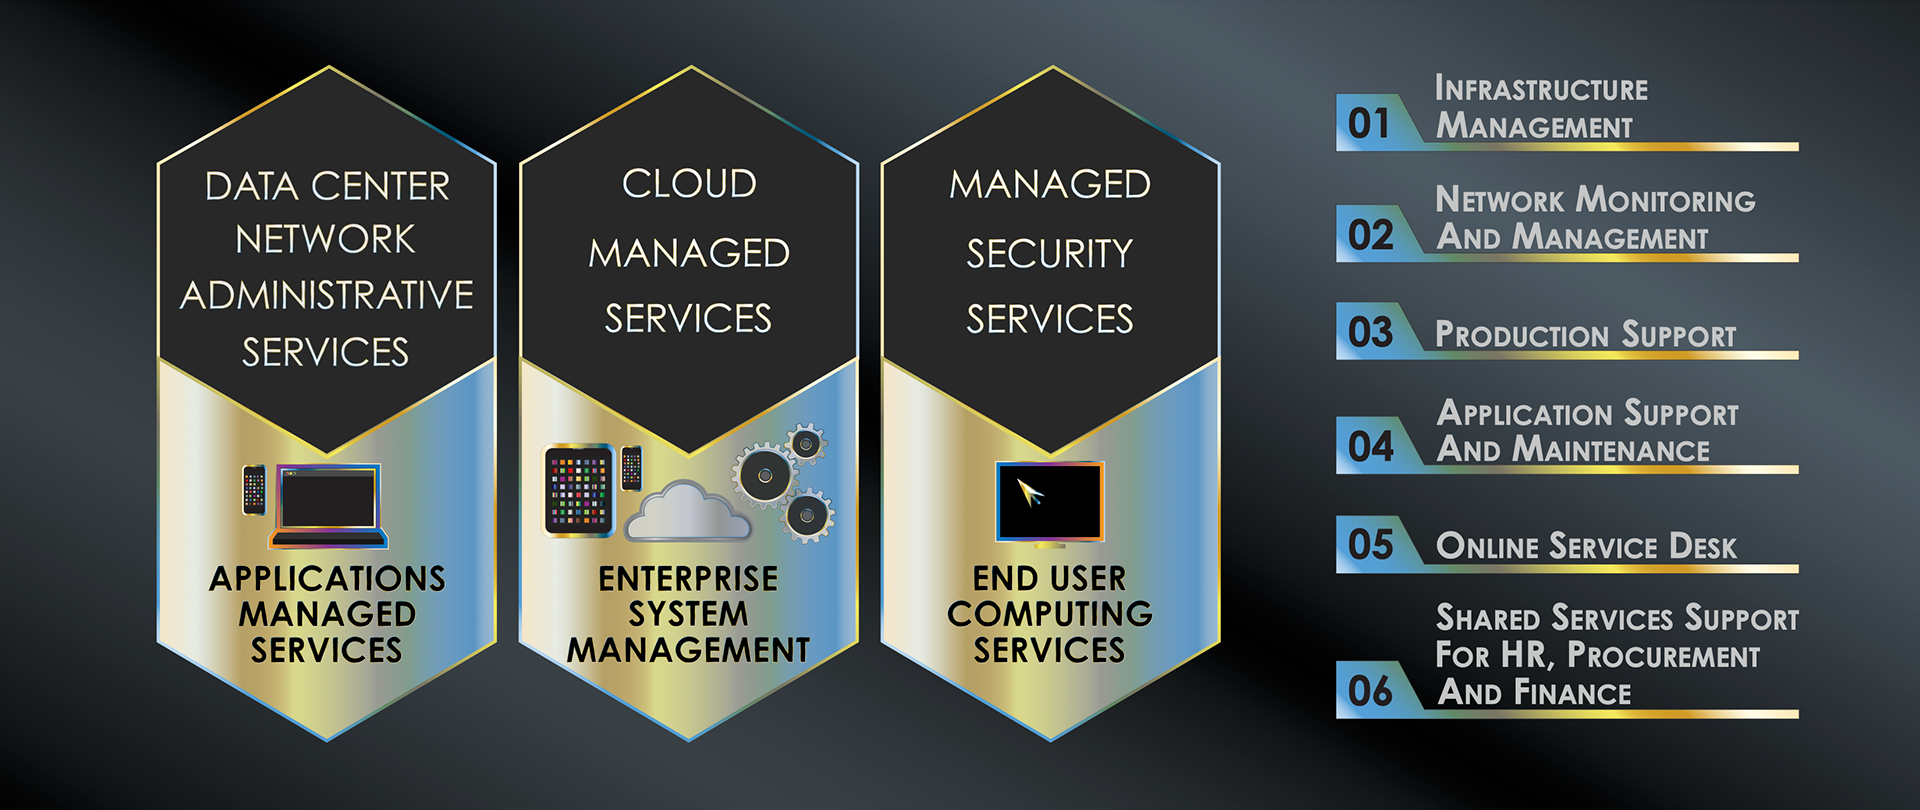 DATA CENTER
NETWORK
ADMINISTRATIVE
SERVICES
APPLICATIONS
MANAGED
SERVICES
CLOUD
MANAGED
SERVICES
ENTERPRISE
SYSTEM
MANAGEMENT
MANAGED
SECURITY
SERVICES
END USER
COMPUTING
SERVICES
01 INFRASTRUCTURE
MANAGEMENT
02 NETWORK MONITORING
AND MANAGEMENT
03 PRODUCTION SUPPORT
04 APPLICATION SUPPORT
AND MAINTENANCE
05 ONLINE SERVICE DESK
06 SHARED SERVICES SUPPORT
FOR HR, PROCUREMENT
AND FINANCE